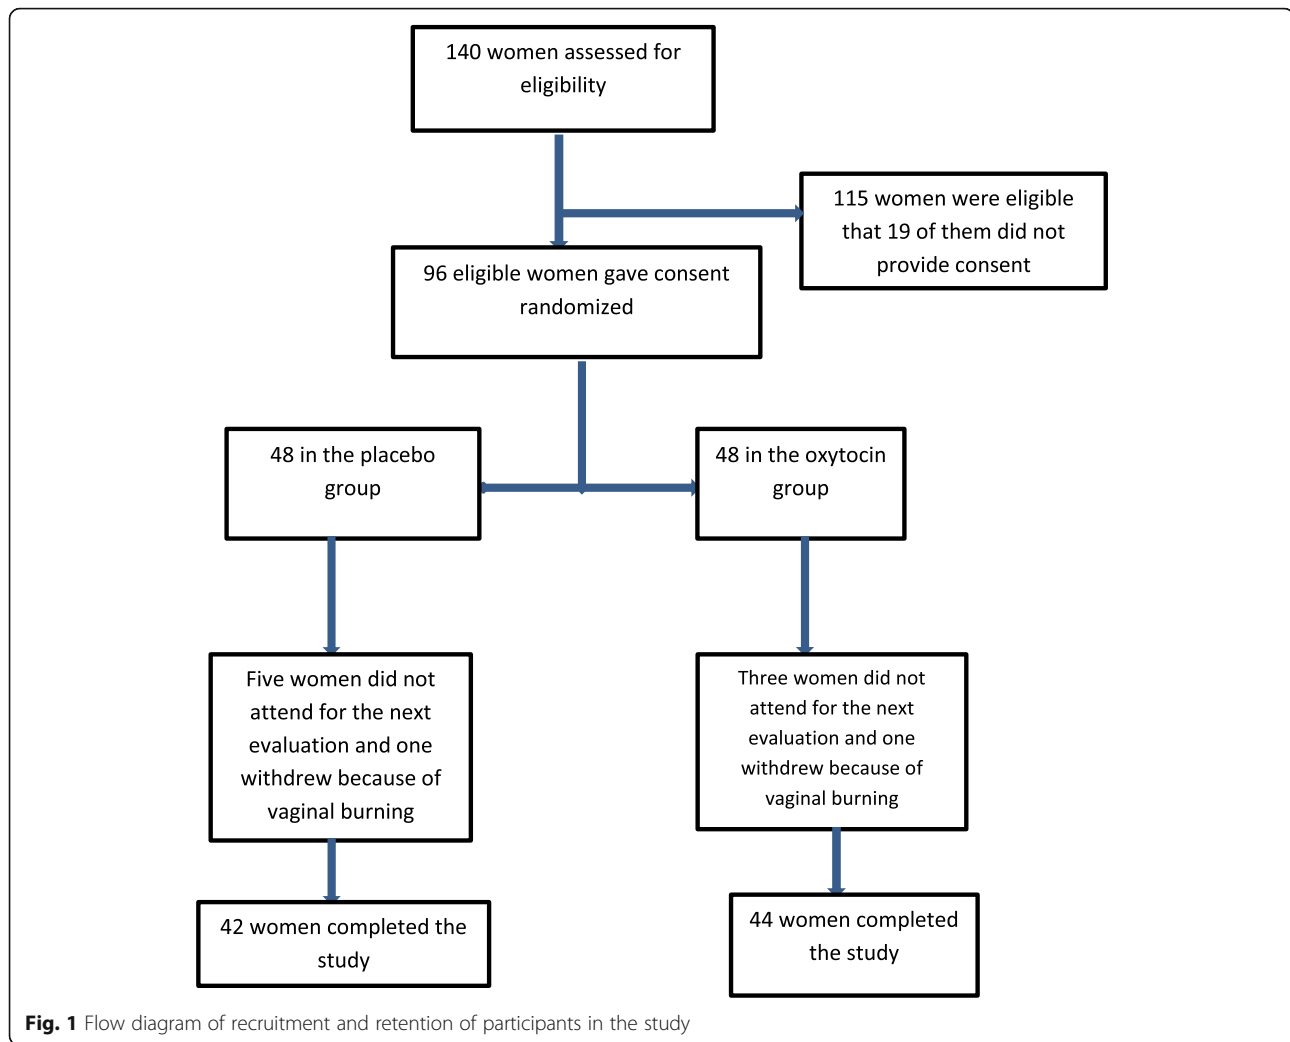 140 women assessed for
eligibility
115 women were eligible
that 19 of them did not
provide consent
96 eligible women gave consent
randomized
48 in the placebo
group
48 in the oxytocin
group
Five women did not
attend for the next
evaluation and one
withdrew because of
vaginal burning
Three women did not
attend for the next
evaluation and one
withdrew because of
vaginal burning
42 women completed the
study
44 women completed
the study
Fig. 1 Flow diagram of recruitment and retention of participants in the study